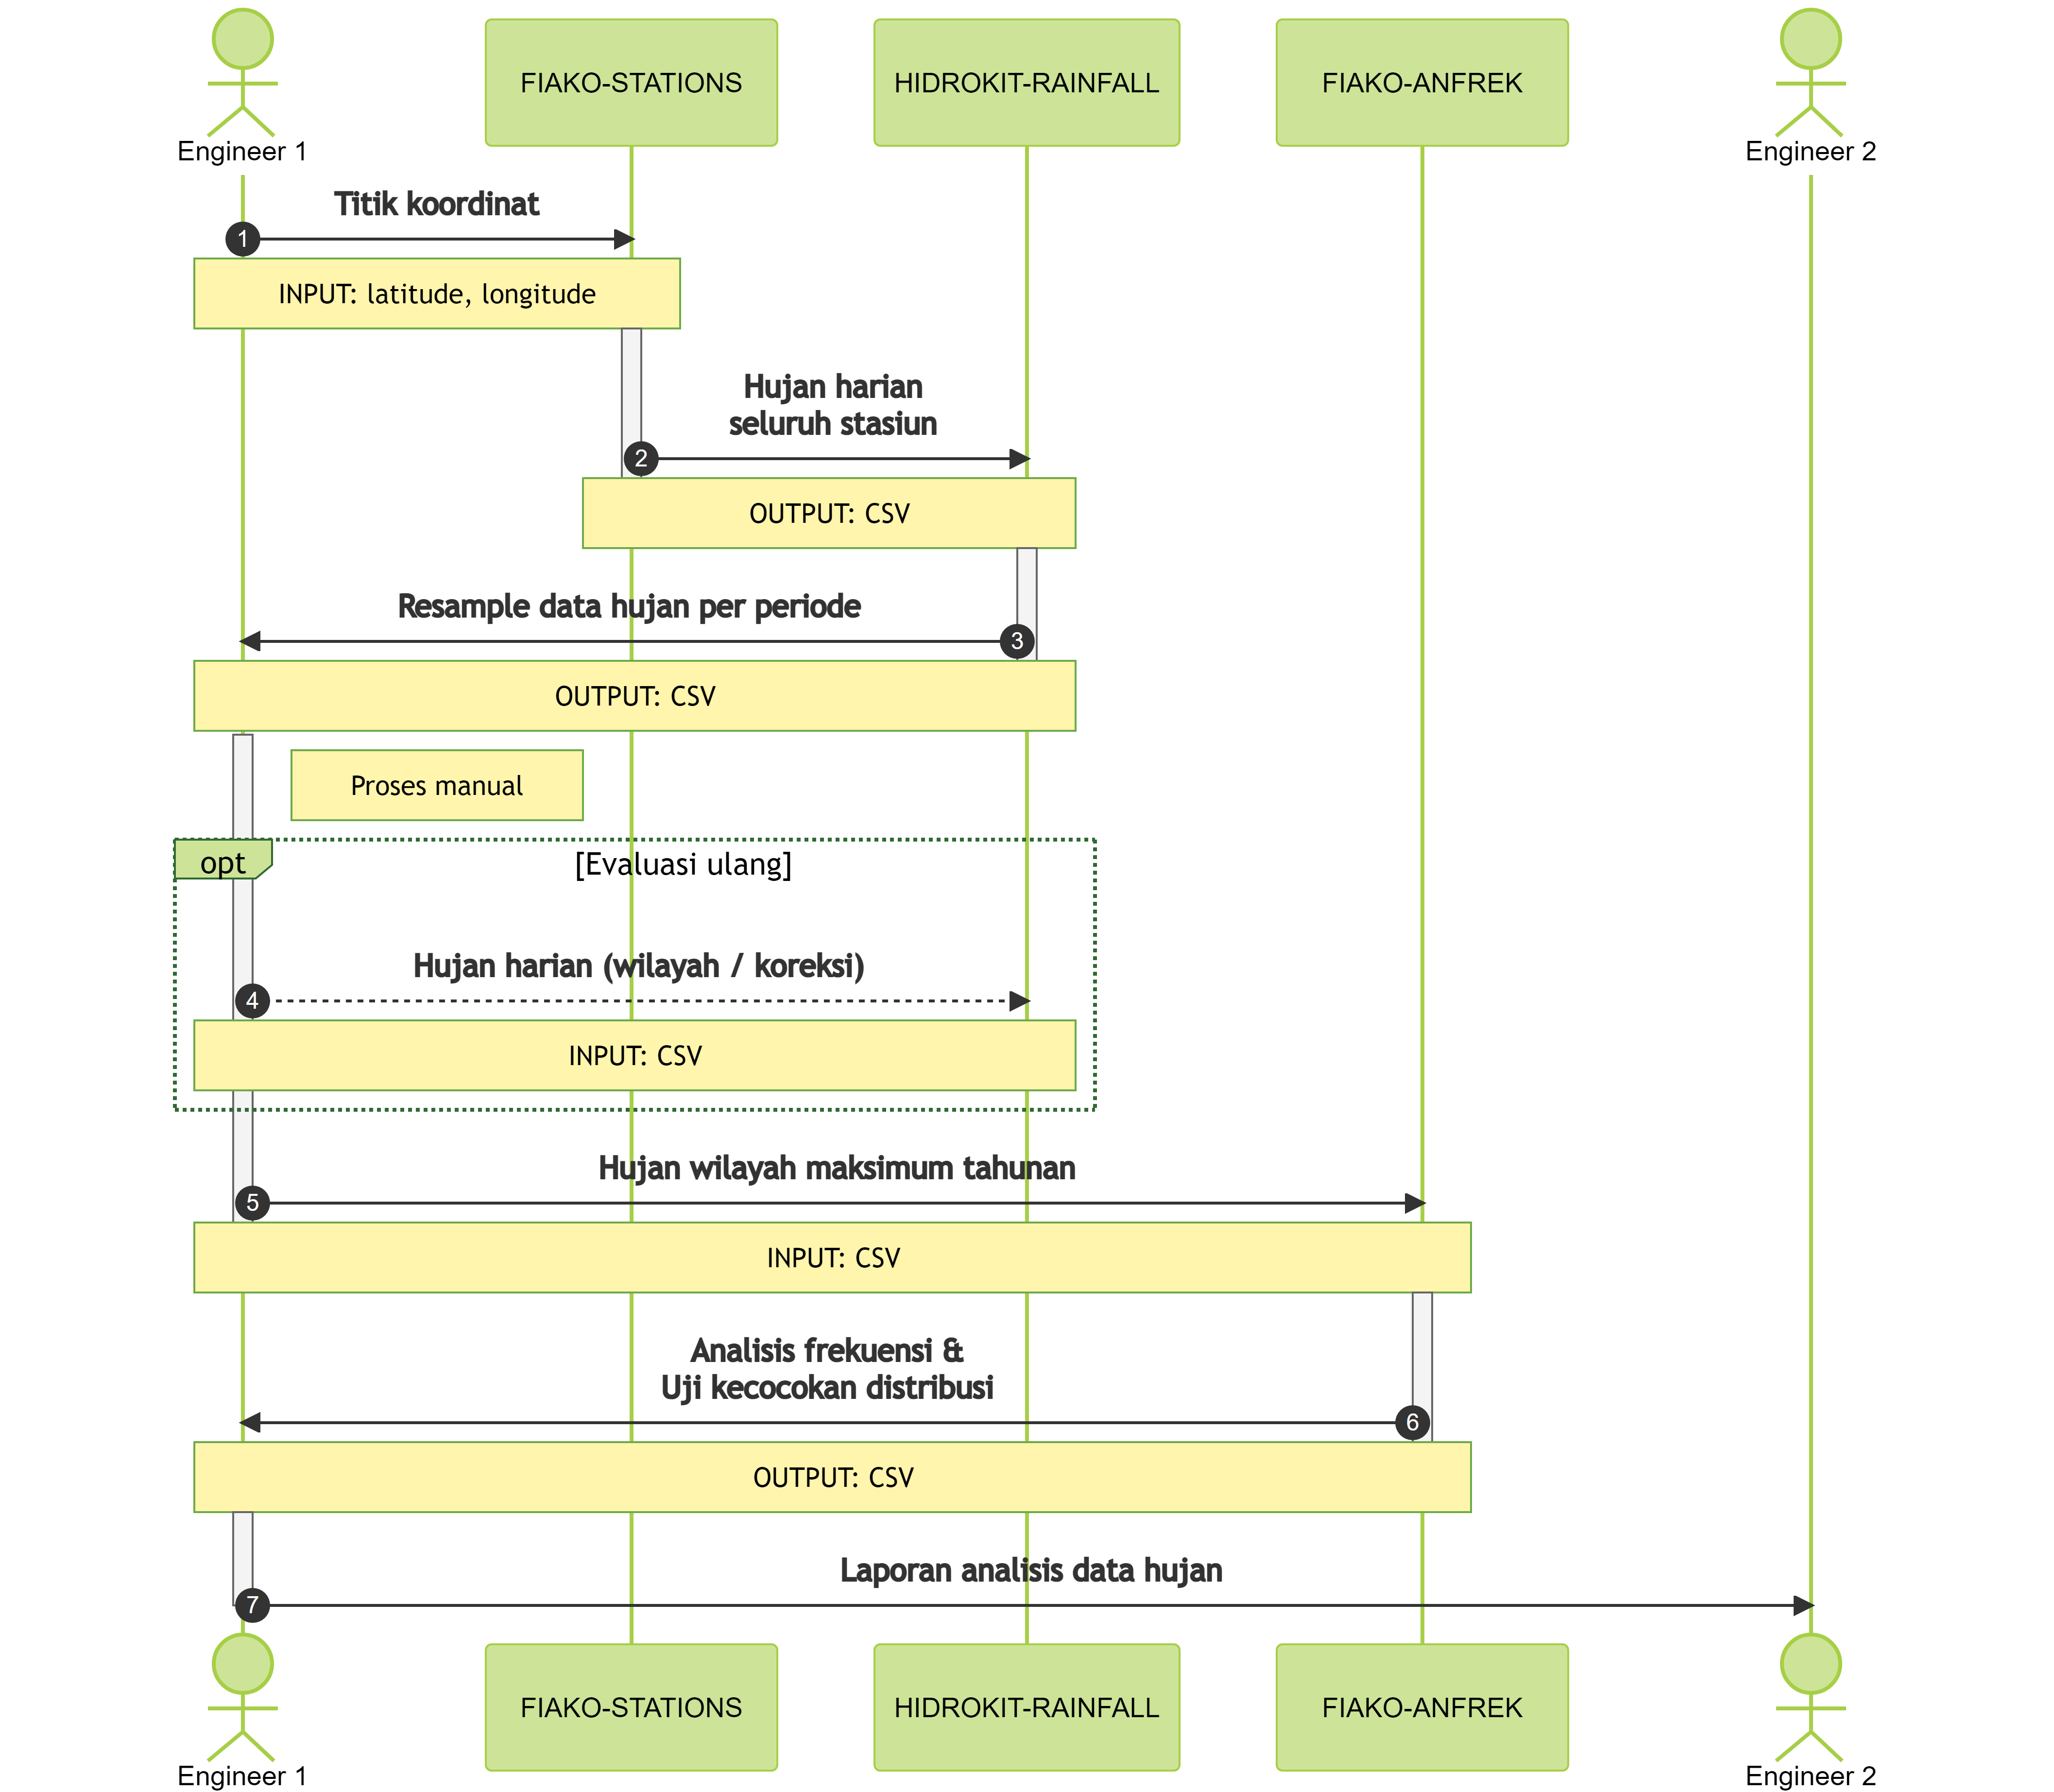 Engineer 1
FIAKO-STATIONS
HIDROKIT-RAINFALL
FIAKO-ANFREK
Engineer 2
Titik koordinat
1
INPUT: latitude, longitude
Hujan harian
seluruh stasiun
2
OUTPUT: CSV
Resample data hujan per periode
3
OUTPUT: CSV
Proses manual
opt
[Evaluasi ulang]
Hujan harian (wilayah / koreksi)
4
INPUT: CSV
Hujan wilayah maksimum tahunan
5
INPUT: CSV
Analisis frekuensi &
Uji kecocokan distribusi
6
OUTPUT: CSV
Laporan analisis data hujan
7
Engineer 1
FIAKO-STATIONS
HIDROKIT-RAINFALL
FIAKO-ANFREK
Engineer 2